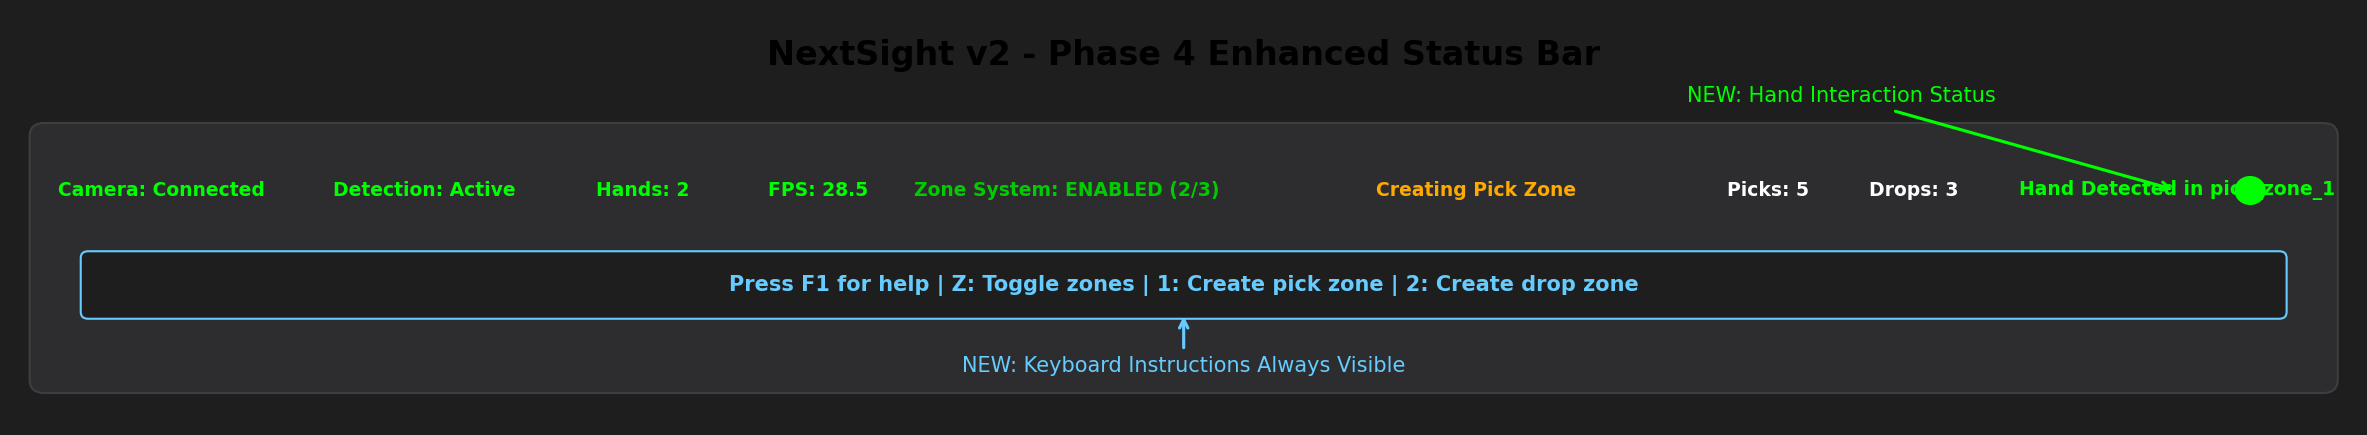 NextSight v2 - Phase 4 Enhanced Status Bar
NEW: Hand Interaction Status
Camera: Connected Detection: Active Hands: 2 FPS: 28.5 Zone System: ENABLED (2/3) Creating Pick Zone Picks: 5 Drops: 3 Hand Detected in zone_1
Press F1 for help | Z: Toggle zones | 1: Create pick zone | 2: Create drop zone
NEW: Keyboard Instructions Always Visible